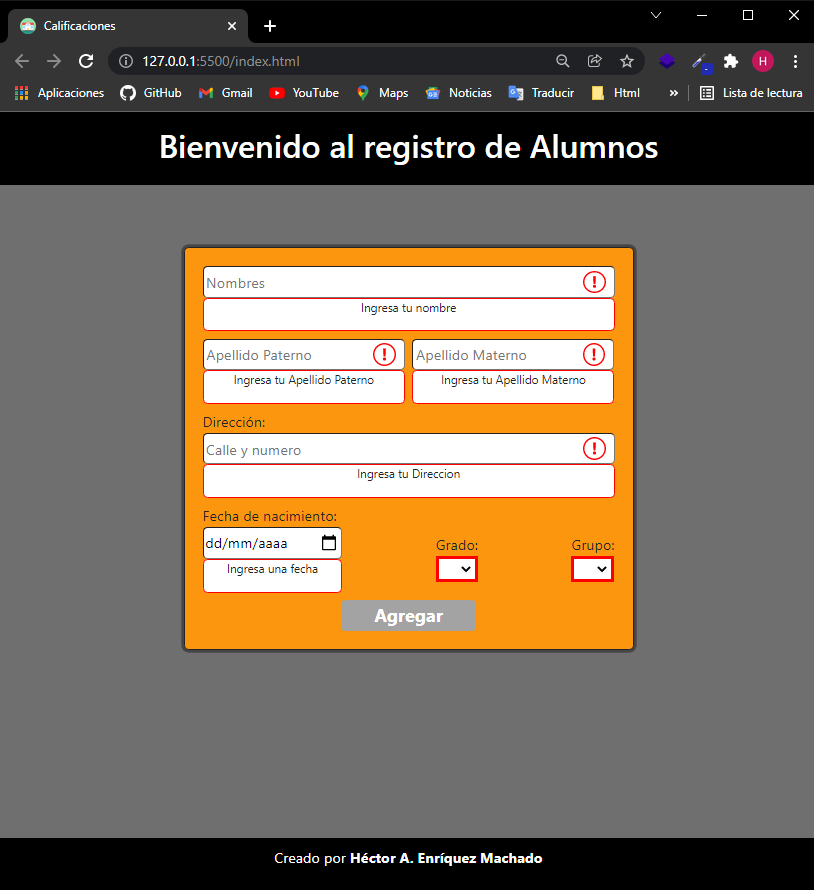 Calificaciones
127.0.0.1:5500/index.html
H
Aplicaciones GitHub Gmail YouTube Maps Noticias Traducir Html » Lista de lectura
Bienvenido al registro de Alumnos
Nombres
Ingresa tu nombre
Apellido Paterno Apellido Materno
Ingresa tu Apellido Paterno Ingresa tu Apellido Materno
Dirección:
Calle y numero
Ingresa tu Direccion
Fecha de nacimiento:
Grado: Grupo:
dd/mm/aaaa
Ingresa una fecha
Agregar
Creado por Héctor A. Enríquez Machado